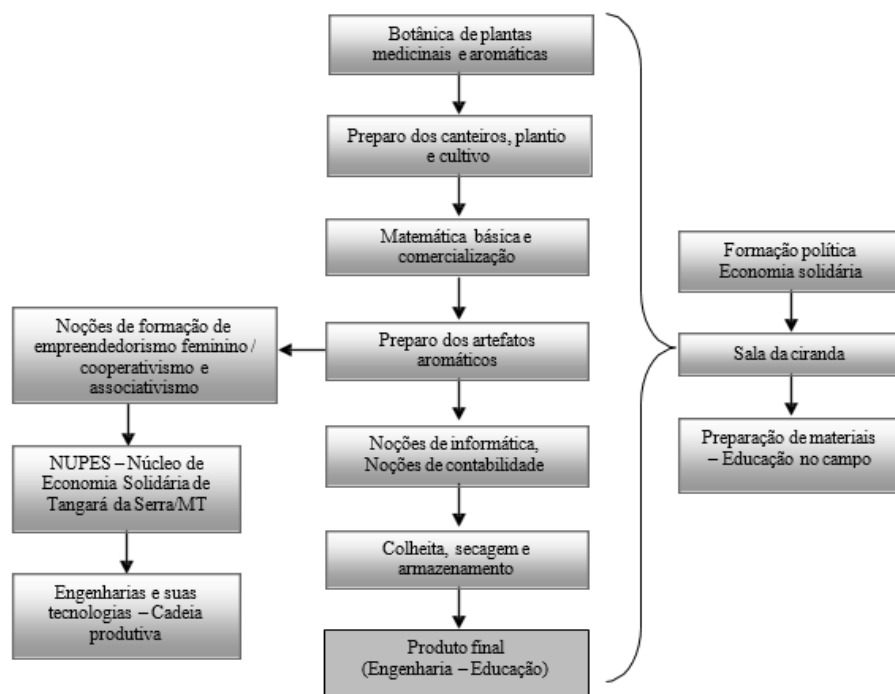 Botânica de plantas
medicinais e aromáticas
Preparo dos canteiros, plantio
e cultivo
Matemática básica e
comercialização
Preparo dos artefatos
aromáticos
Noções de informática,
Noções de contabilidade
Colheita, secagem e
armazenamento
Produto final
(Engenharia – Educação)
Noções de formação de
empreendedorismo feminino /
cooperativismo e
associativismo
NUPES – Núcleo de
Economia Solidária de
Tangará da Serra/MT
Engenharias e suas
tecnologias – Cadeia
produtiva
Formação política
Economia solidária
Sala da ciranda
Preparação de materiais
– Educação no campo